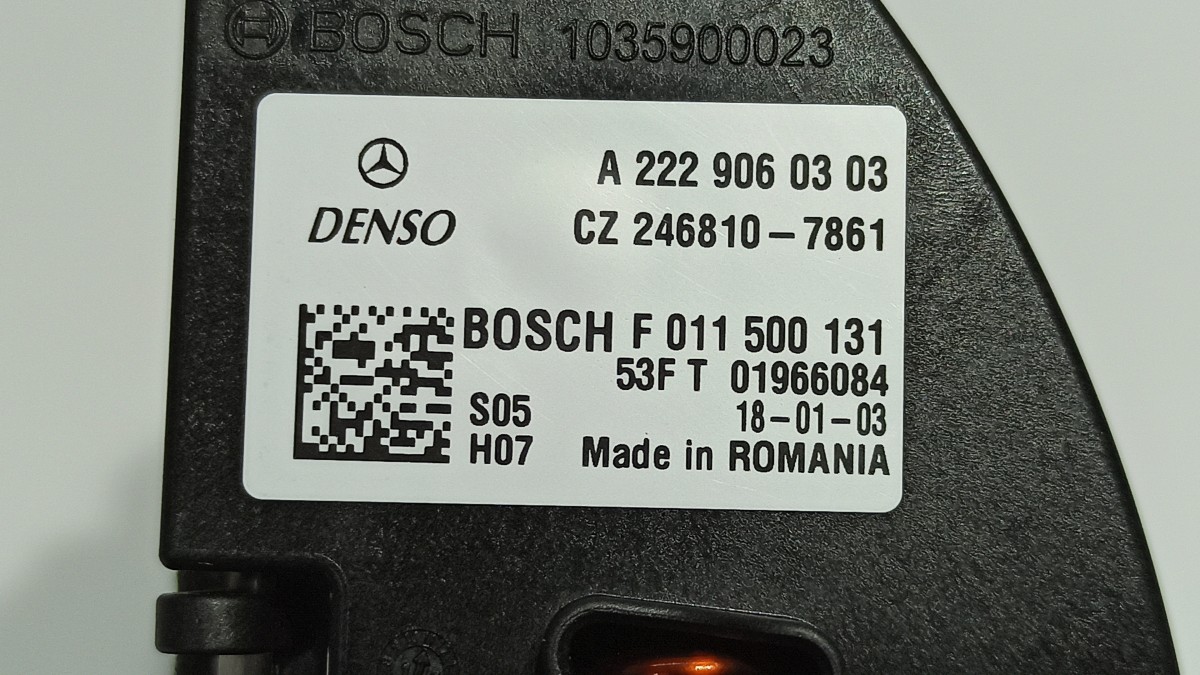 BOSCH 1035900023
A 222 906 03 03
DENSO CZ 246810-7861
BOSCH F 011 500 131
53F T 01966084
S05 18-01-03
H07 Made in ROMANIA